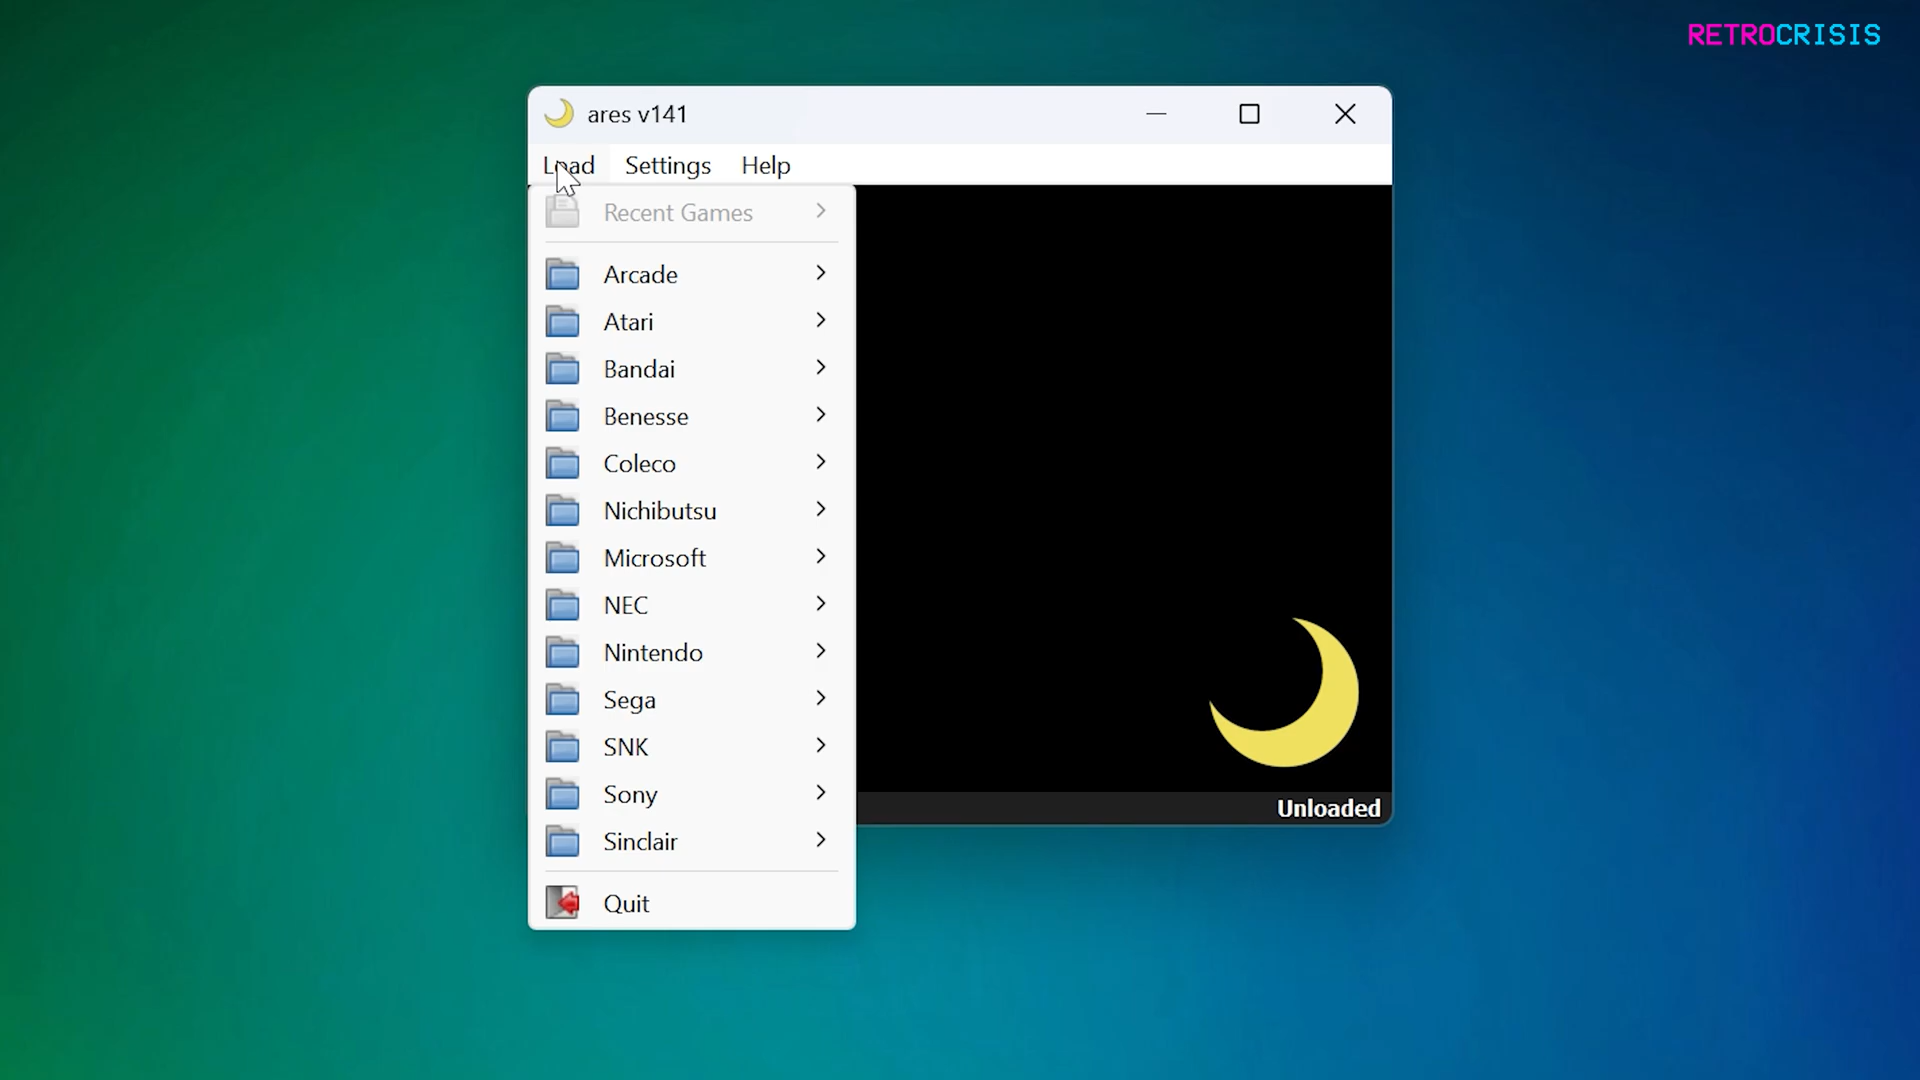 RETROCRISIS
ares v141
Load Settings Help
Recent Games
Arcade
Atari
Bandai
Benesse
Coleco
Nichibutsu
Microsoft
NEC
Nintendo
Sega
SNK
Sony
Sinclair
Quit
Unloaded